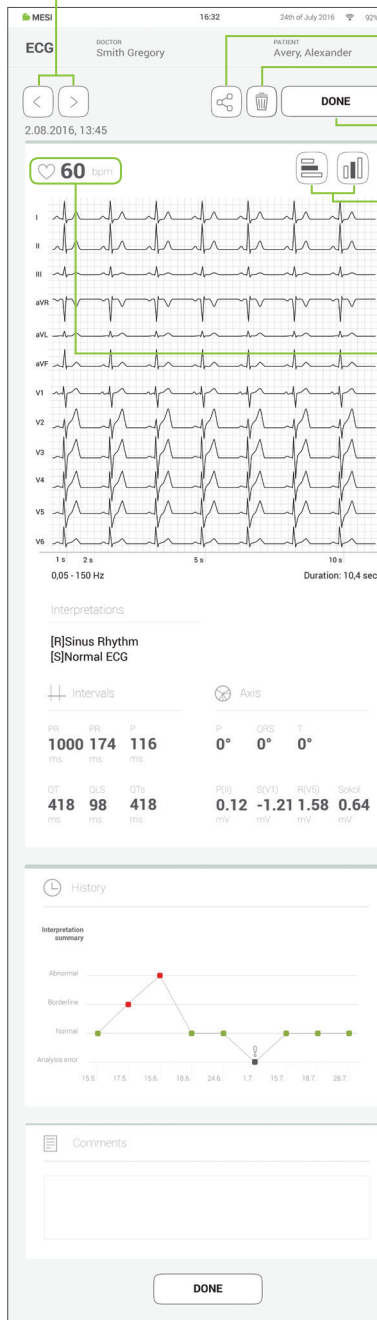 MESI 16:32 24th of July 2016 92%
ECG DOCTOR PATIENT
Smith Gregory Avery, Alexander
< > DONE
2.08.2016, 13:45
60 bpm
I
II
III
aVR
aVL
aVF
V1
V2
V3
V4
V5
V6
1 s 2 s 5 s 10 s
0,05 - 150 Hz Duration: 10,4 sec
Interpretations
[R]Sinus Rhythm
[S]Normal ECG
Intervals Axis
PR PR P P QRS T
1000 174 116 0° 0° 0°
ms ms ms
QT QLS QTs P(II) S(V1) R(V5) Sokol
418 98 418 0.12 -1.21 1.58 0.64
ms ms ms mV mV mV mV
History
Interpretation
summary
Abnormal
Borderline
Normal
Analysis error
15.5. 17.5. 15.6. 18.6. 24.6. 1.7. 15.7. 18.7. 28.7.
Comments
DONE